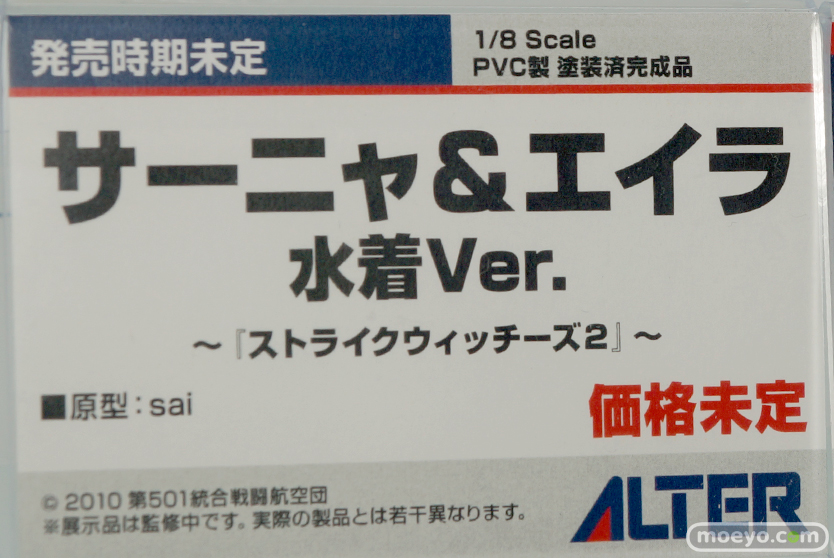 発売時期未定
1/8 Scale
PVC製 塗装済完成品
サーニャ&エイラ
水着Ver.
～『ストライクウィッチーズ2』～
■原型：sai
価格未定
© 2010 第501統合戦闘航空団
※展示品は監修中です。実際の製品とは若干異なります。
ALTER
moeyo.com